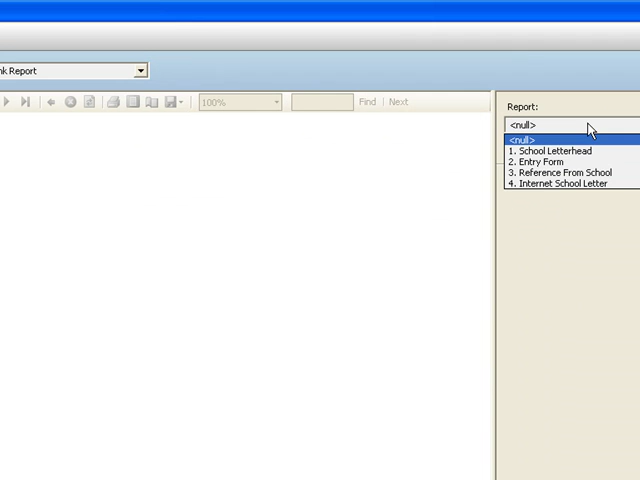 nk Report
100%
Find | Next
Report:
<null>
<null>
1. School Letterhead
2. Entry Form
3. Reference From School
4. Internet School Letter